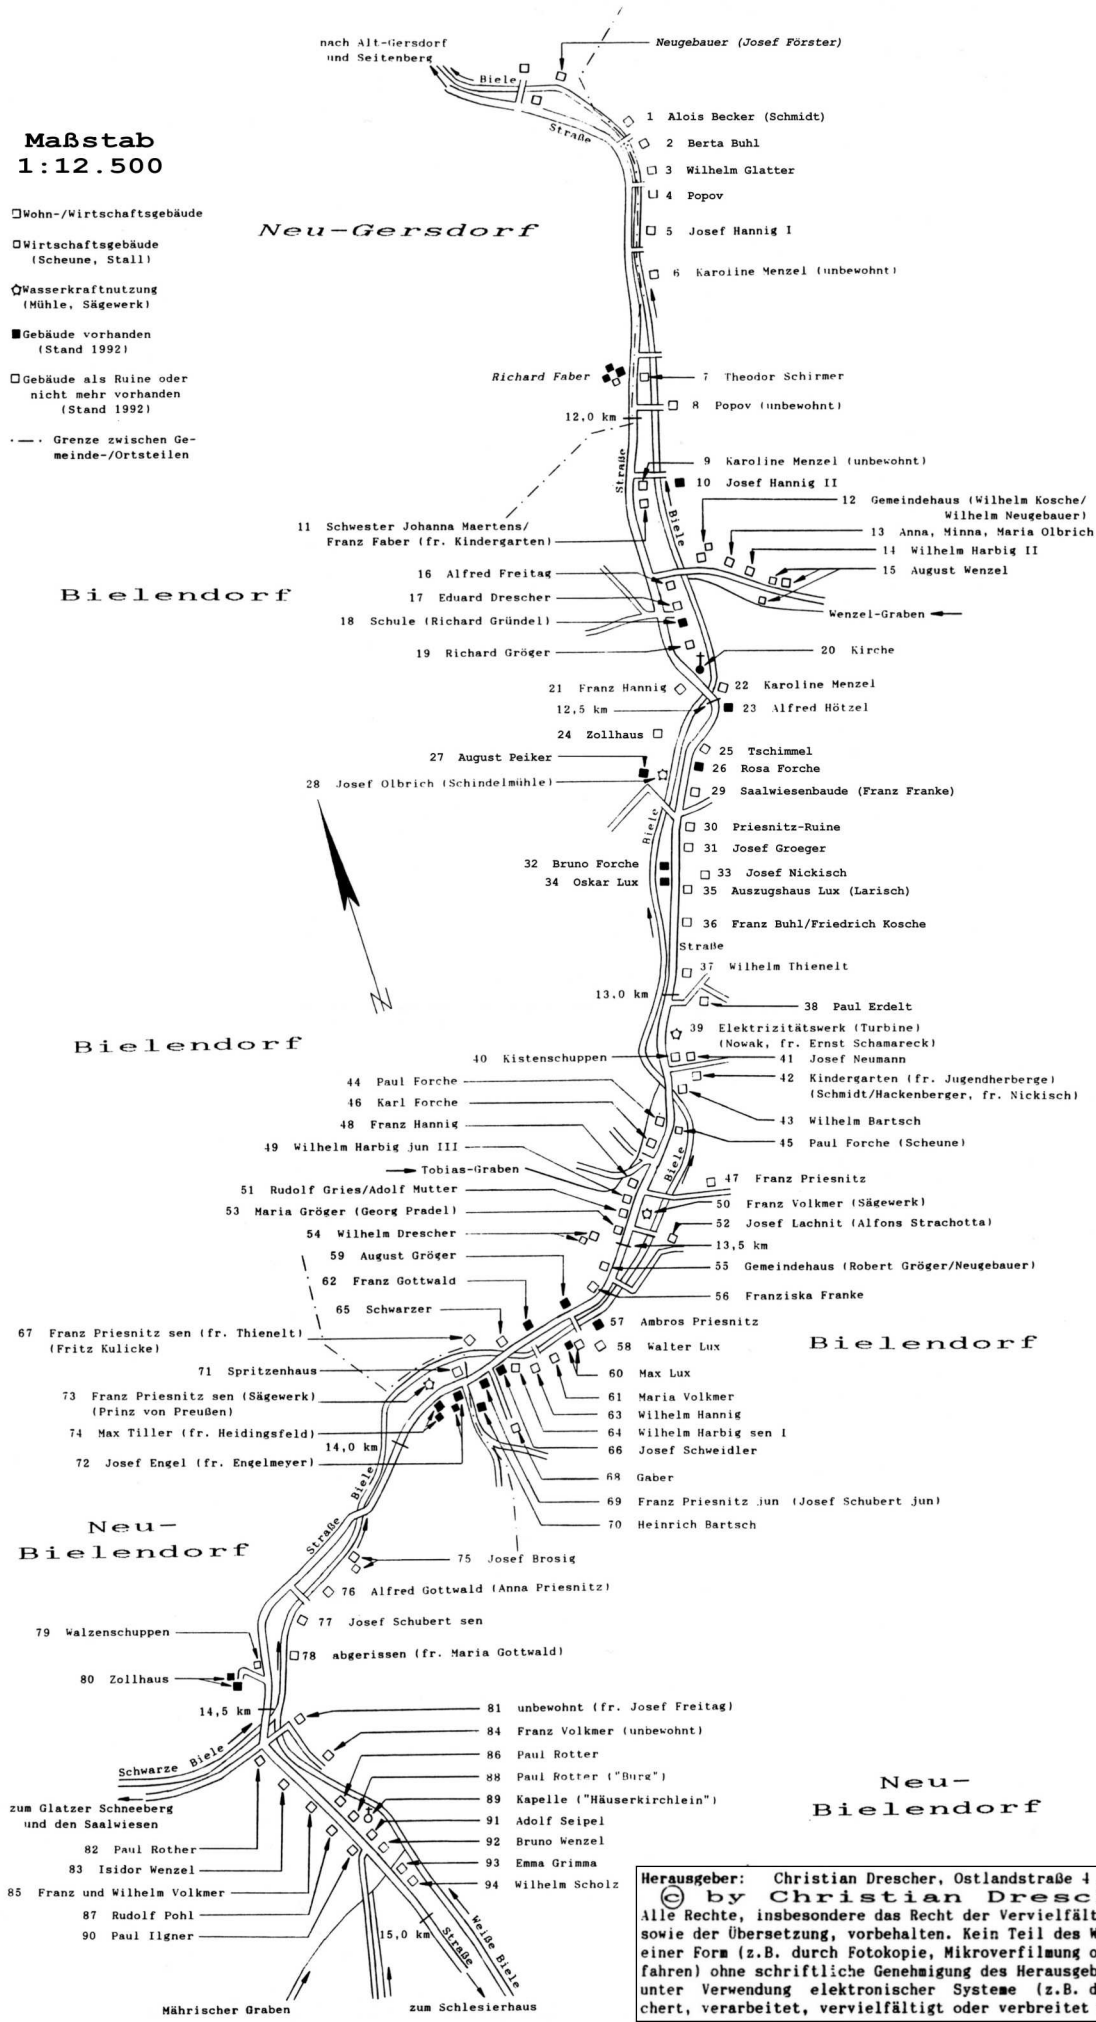 nach Alt-Gersdorf
und Seitenberg
Biele
Straße
Neugebauer (Josef Förster)
Maßstab
1:12.500
1 Alois Becker (Schmidt)
2 Berta Buhl
3 Wilhelm Glatter
4 Popov
Wohn-/Wirtschaftsgebäude
Neu-Gersdorf
5 Josef Hannig I
Wirtschaftsgebäude
(Scheune, Stall)
6 Karoline Menzel (unbewohnt)
Wasserkraftnutzung
(Mühle, Sägewerk)
Gebäude vorhanden
(Stand 1992)
Gebäude als Ruine oder
nicht mehr vorhanden
(Stand 1992)
Richard Faber
7 Theodor Schirmer
8 Popov (unbewohnt)
12,0 km
. — . Grenze zwischen Ge-
meinde-/Ortsteilen
Straße
9 Karoline Menzel (unbewohnt)
10 Josef Hannig II
Biele
12 Gemeindehaus (Wilhelm Kosche/
Wilhelm Neugebauer)
11 Schwester Johanna Maertens/
Franz Faber (fr. Kindergarten)
13 Anna, Minna, Maria Olbrich
14 Wilhelm Harbig II
15 August Wenzel
16 Alfred Freitag
Bielendorf
17 Eduard Drescher
Wenzel-Graben
18 Schule (Richard Gründel)
19 Richard Gröger
20 Kirche
21 Franz Hannig
22 Karoline Menzel
12,5 km
23 Alfred Hötzel
24 Zollhaus
25 Tschimmel
27 August Peiker
26 Rosa Forche
28 Josef Olbrich (Schindelmühle)
29 Saalwiesenbaude (Franz Franke)
Biele
30 Priesnitz-Ruine
31 Josef Groeger
32 Bruno Forche
33 Josef Nickisch
34 Oskar Lux
35 Auszugshaus Lux (Larisch)
36 Franz Buhl/Friedrich Kosche
Straße
37 Wilhelm Thienelt
13,0 km
N
38 Paul Erdelt
Bielendorf
39 Elektrizitätswerk (Turbine)
(Nowak, fr. Ernst Schamareck)
40 Kistenschuppen
41 Josef Neumann
42 Kindergarten (fr. Jugendherberge)
(Schmidt/Hackenberger, fr. Nickisch)
44 Paul Forche
46 Karl Forche
43 Wilhelm Bartsch
48 Franz Hannig
45 Paul Forche (Scheune)
49 Wilhelm Harbig jun III
Tobias-Graben
Biele
47 Franz Priesnitz
51 Rudolf Gries/Adolf Mutter
50 Franz Volkmer (Sägewerk)
53 Maria Gröger (Georg Pradel)
52 Josef Lachnit (Alfons Strachotta)
54 Wilhelm Drescher
13,5 km
59 August Gröger
55 Gemeindehaus (Robert Gröger/Neugebauer)
62 Franz Gottwald
56 Franziska Franke
65 Schwarzer
57 Ambros Priesnitz
67 Franz Priesnitz sen (fr. Thienelt)
(Fritz Kulicke)
58 Walter Lux
Bielendorf
71 Spritzenhaus
60 Max Lux
73 Franz Priesnitz sen (Sägewerk)
(Prinz von Preußen)
61 Maria Volkmer
63 Wilhelm Hannig
74 Max Tiller (fr. Heidingsfeld)
64 Wilhelm Harbig sen I
14,0 km
66 Josef Schweidler
72 Josef Engel (fr. Engelmeyer)
68 Gaber
Biele
69 Franz Priesnitz jun (Josef Schubert jun)
70 Heinrich Bartsch
Neu-
Bielendorf
Straße
75 Josef Brosig
76 Alfred Gottwald (Anna Priesnitz)
77 Josef Schubert sen
79 Walzenschuppen
78 abgerissen (fr. Maria Gottwald)
80 Zollhaus
14,5 km
81 unbewohnt (fr. Josef Freitag)
84 Franz Volkmer (unbewohnt)
Schwarze Biele
86 Paul Rotter
88 Paul Rotter ("Burg")
Neu-
Bielendorf
zum Glatzer Schneeberg
und den Saalwiesen
89 Kapelle ("Häuserkirchlein")
91 Adolf Seipel
82 Paul Rother
92 Bruno Wenzel
83 Isidor Wenzel
93 Emma Grimma
85 Franz und Wilhelm Volkmer
94 Wilhelm Scholz
87 Rudolf Pohl
90 Paul Ilgner
15,0 km
Straße
Weiße Biele
Mährischer Graben
zum Schlesierhaus
Herausgeber: Christian Drescher, Ostlandstraße 4
© by Christian Dresc
Alle Rechte, insbesondere das Recht der Vervielfält
sowie der Übersetzung, vorbehalten. Kein Teil des W
einer Form (z.B. durch Fotokopie, Mikroverfilmung o
fahren) ohne schriftliche Genehmigung des Herausgeb
unter Verwendung elektronischer Systeme (z.B. d
chert, verarbeitet, vervielfältigt oder verbreitet